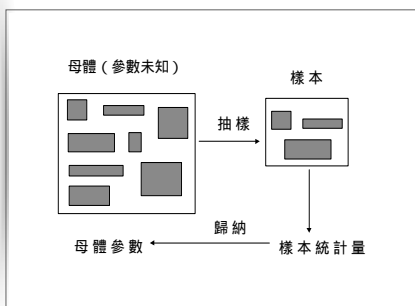 母體（參數未知）
樣本
抽樣
歸納
母體參數
樣本統計量